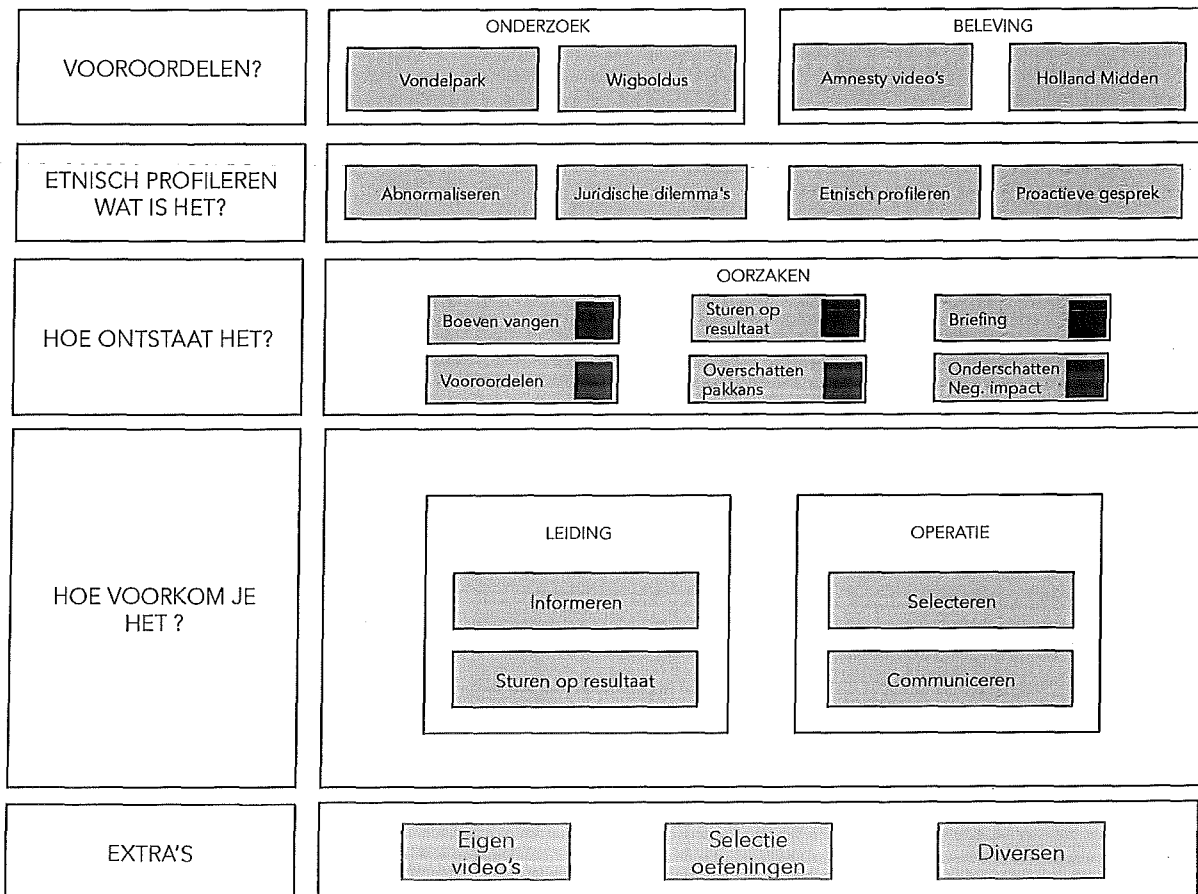 VOOROORDELEN?
ONDERZOEK
Vondelpark
Wigboldus
BELEVING
Amnesty video's
Holland Midden
ETNISCH PROFILEREN
WAT IS HET?
Abnormaliseren
Juridische dilemma's
Etnisch profileren
Proactieve gesprek
HOE ONTSTAAT HET?
OORZAKEN
Boeven vangen
Sturen op
resultaat
Briefing
Vooroordelen
Overschatten
pakkans
Onderschatten
Neg. impact
HOE VOORKOM JE
HET ?
LEIDING
Informeren
Sturen op resultaat
OPERATIE
Selecteren
Communiceren
EXTRA'S
Eigen
video's
Selectie
oefeningen
Diversen